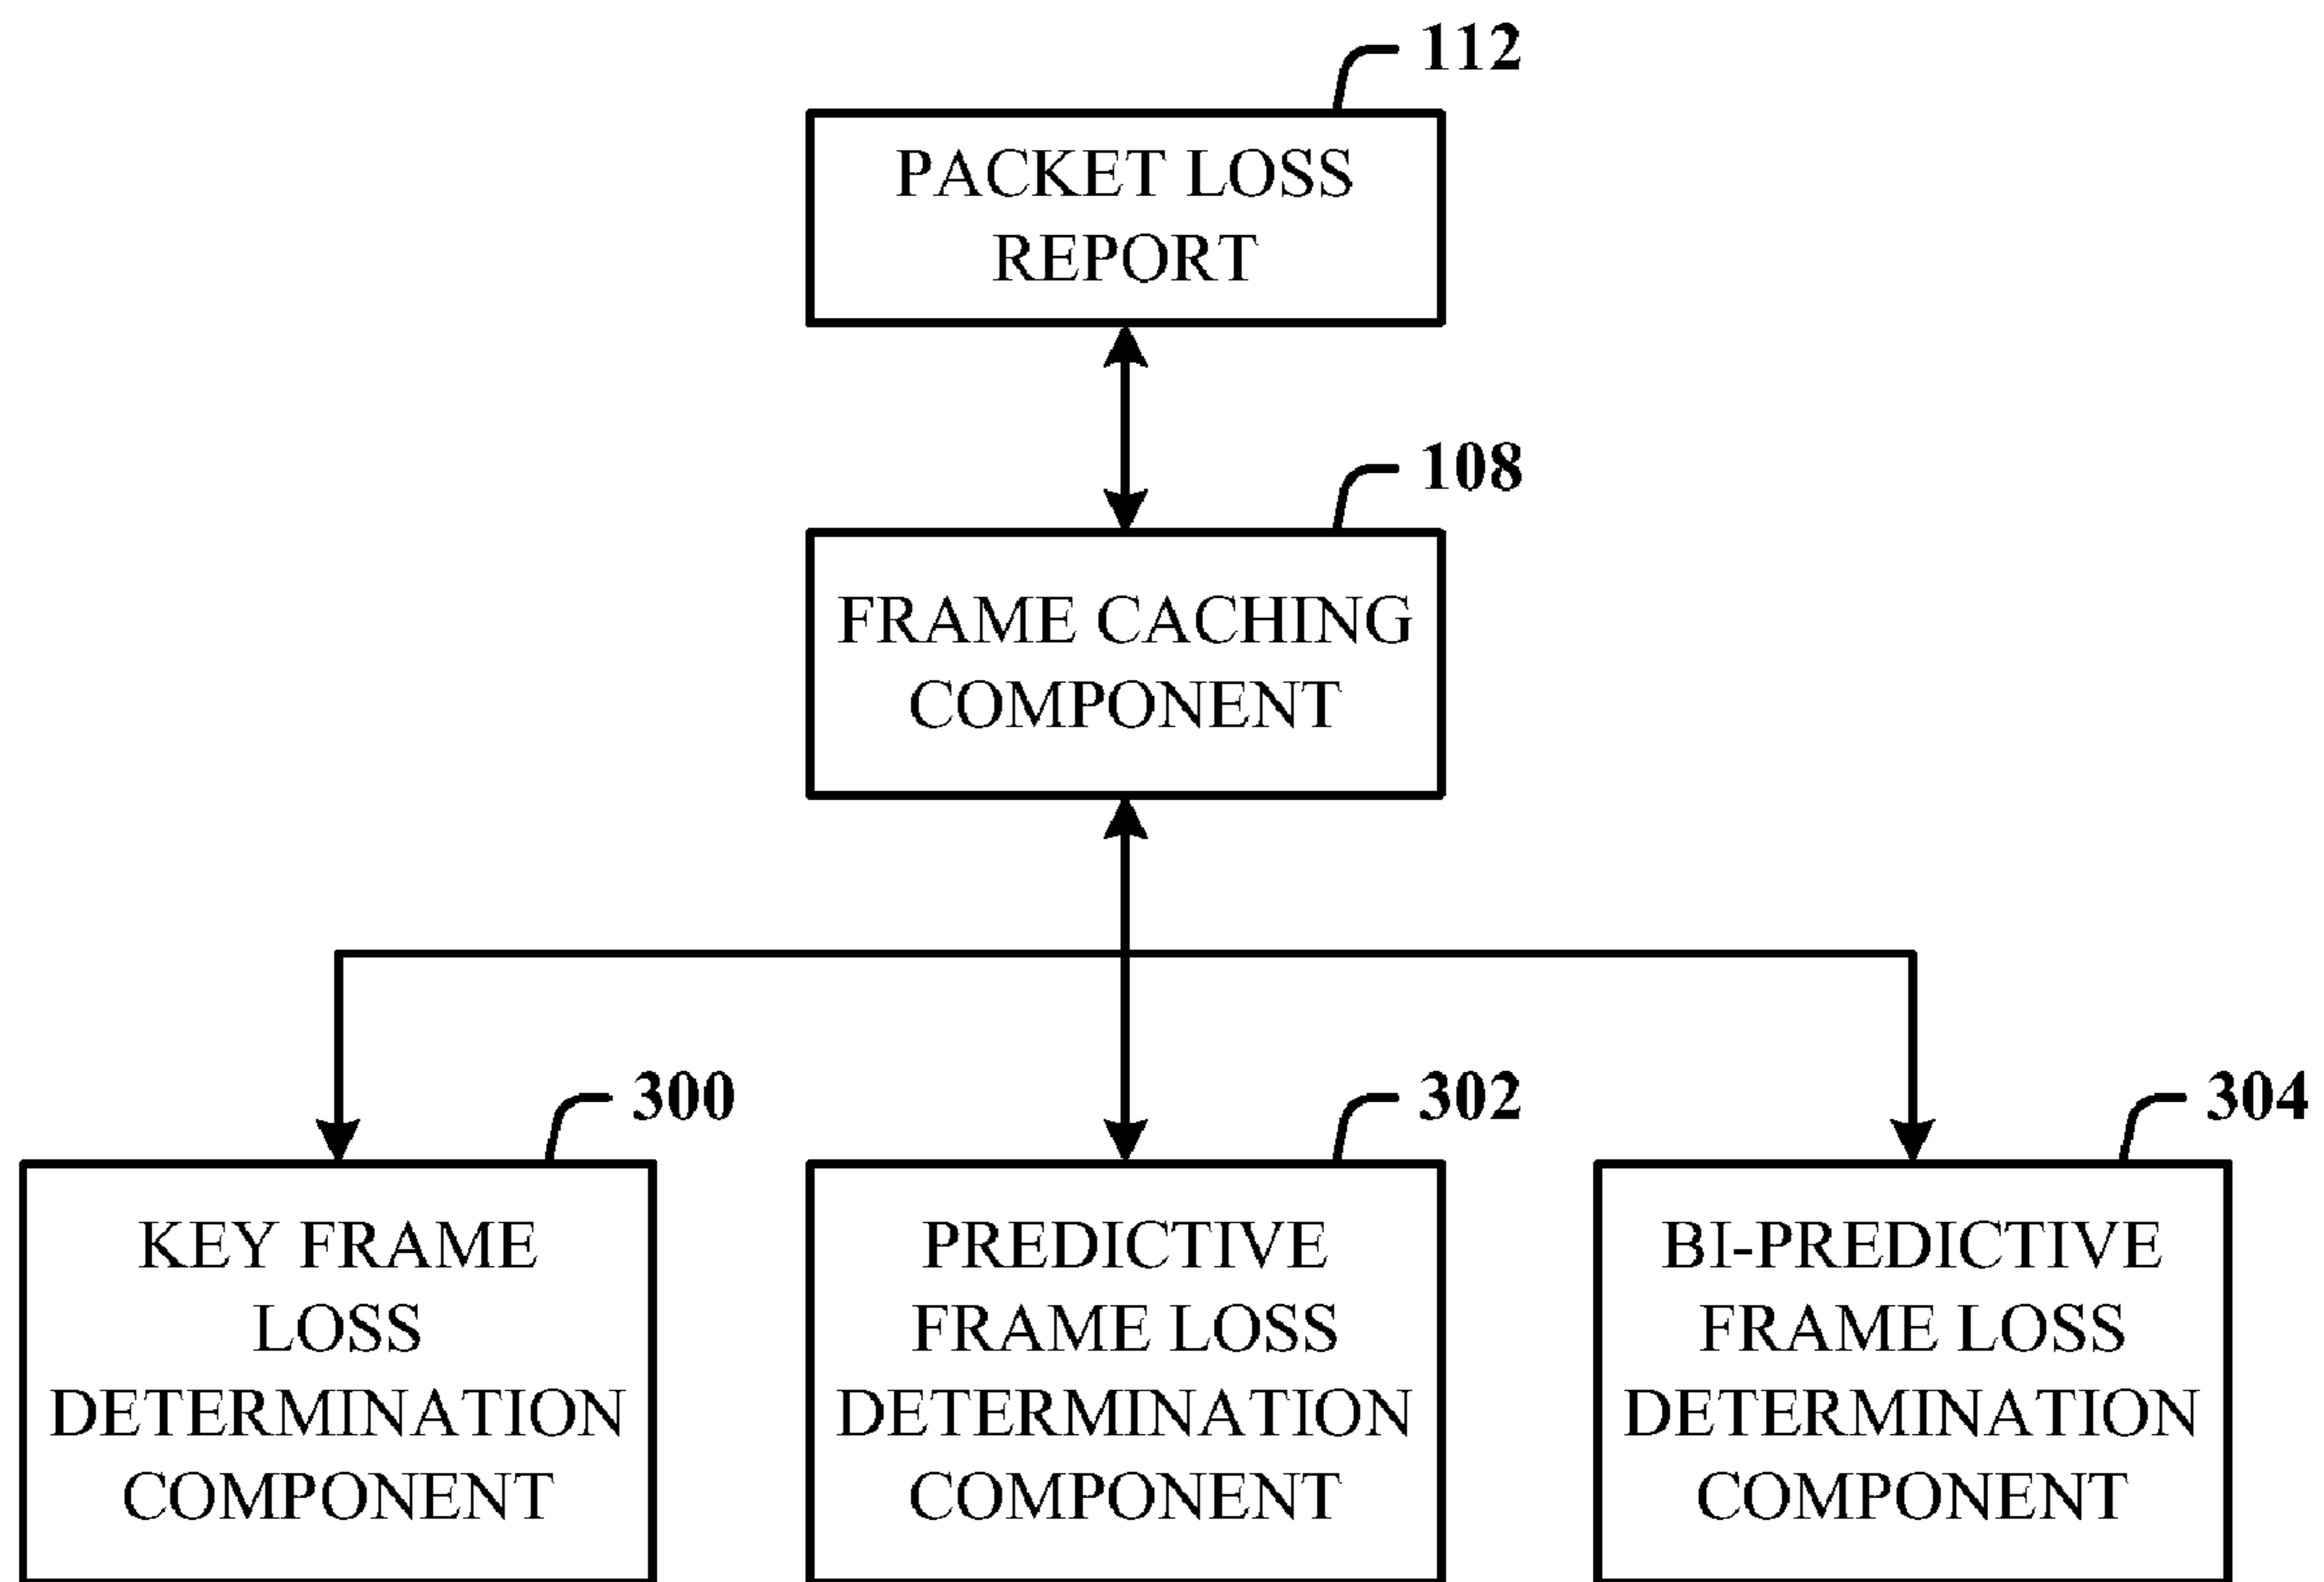 112
PACKET LOSS
REPORT
108
FRAME CACHING
COMPONENT
300
302
304
KEY FRAME
LOSS
DETERMINATION
COMPONENT
PREDICTIVE
FRAME LOSS
DETERMINATION
COMPONENT
BI-PREDICTIVE
FRAME LOSS
DETERMINATION
COMPONENT